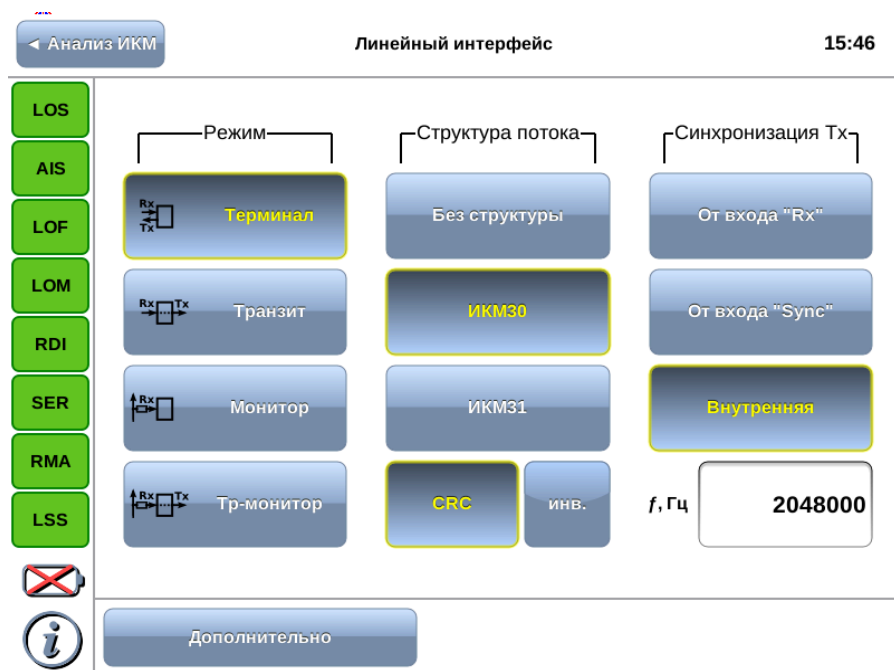 ◄ Анализ ИКМ
Линейный интерфейс
15:46
LOS
AIS
LOF
LOM
RDI
SER
RMA
LSS
Режим
Rx
Tx
Терминал
Rx Tx
Транзит
Rx
Монитор
Rx Tx
Тр-монитор
Структура потока
Без структуры
ИКМ30
ИКМ31
CRC
инв.
Синхронизация Тх
От входа "Rx"
От входа "Sync"
Внутренняя
ƒ, Гц
2048000
i
Дополнительно